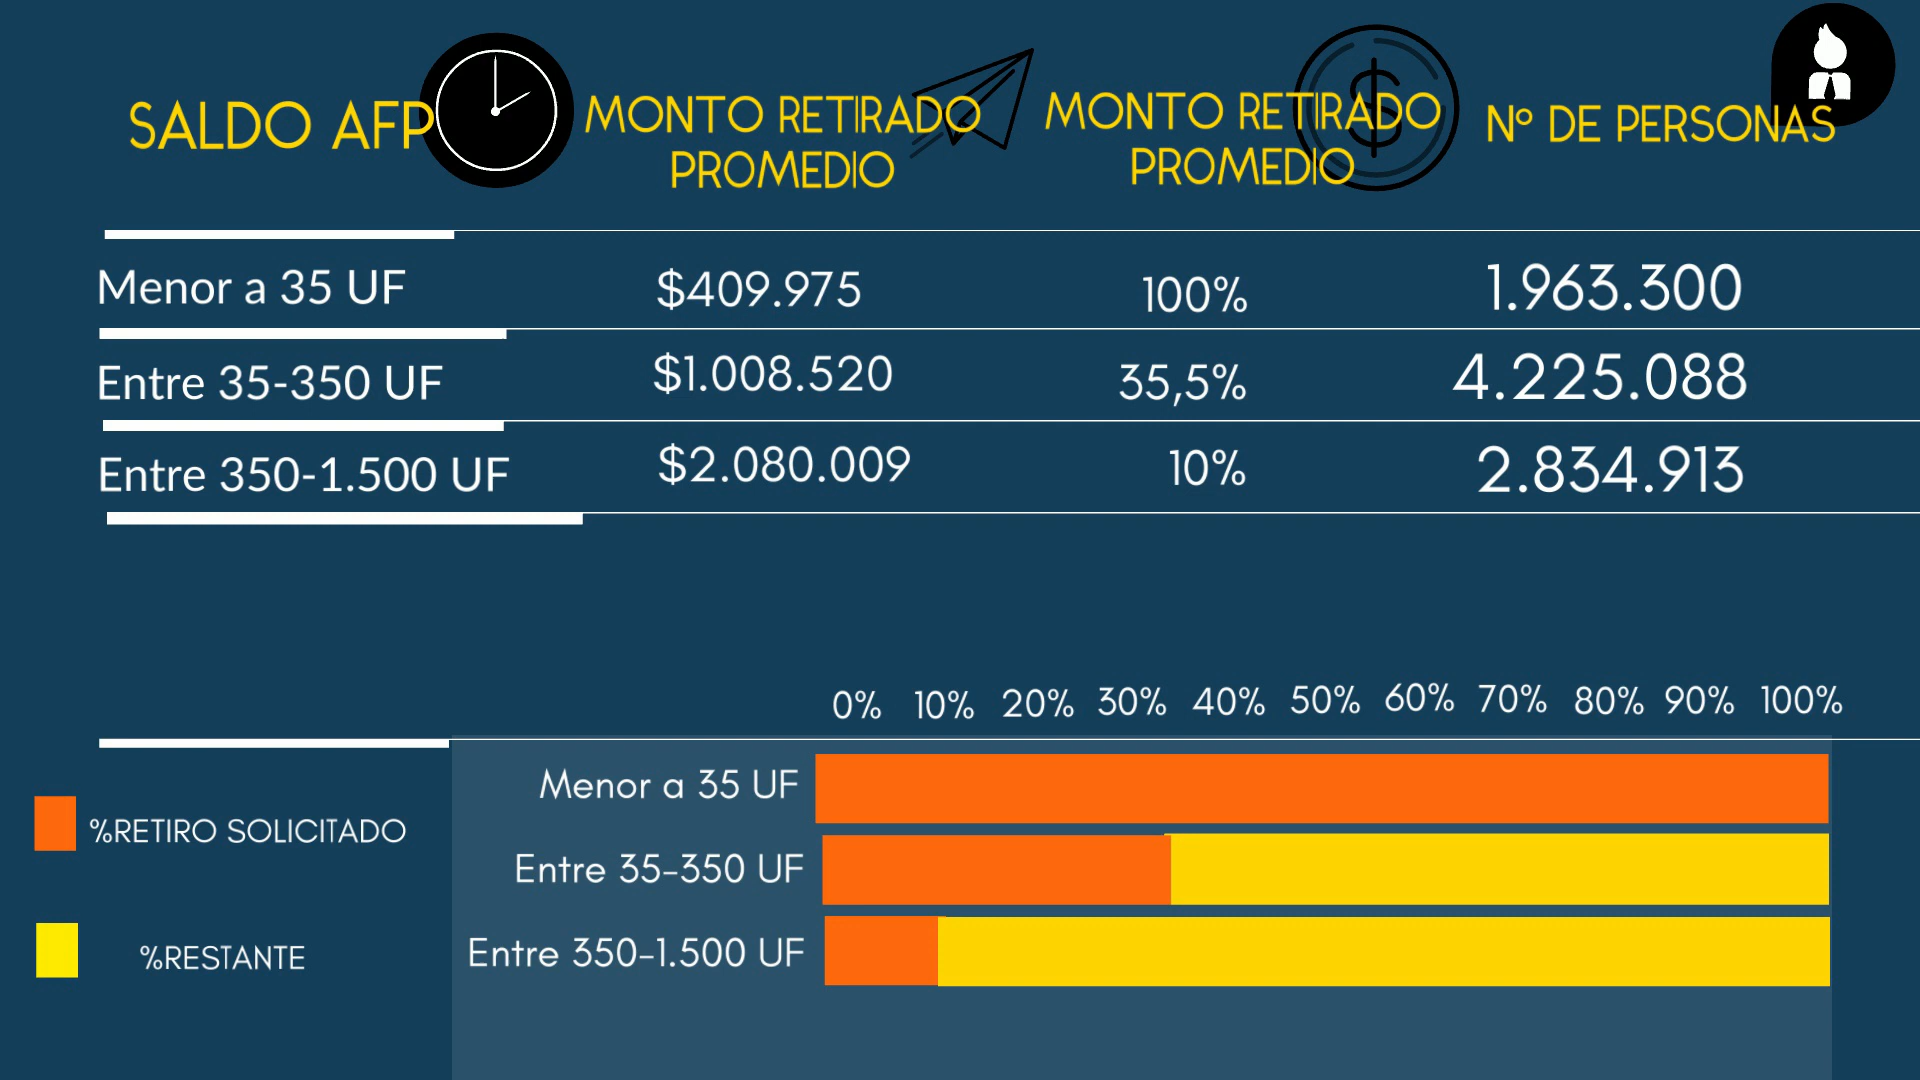 SALDO AFP
MONTO RETIRADO
PROMEDIO
MONTO RETIRADO
PROMEDIO
Nº DE PERSONAS
Menor a 35 UF $409.975 100% 1.963.300
Entre 35-350 UF $1.008.520 35,5% 4.225.088
Entre 350-1.500 UF $2.080.009 10% 2.834.913
0% 10% 20% 30% 40% 50% 60% 70% 80% 90% 100%
Menor a 35 UF
%RETIRO SOLICITADO
Entre 35-350 UF
Entre 350-1.500 UF
%RESTANTE